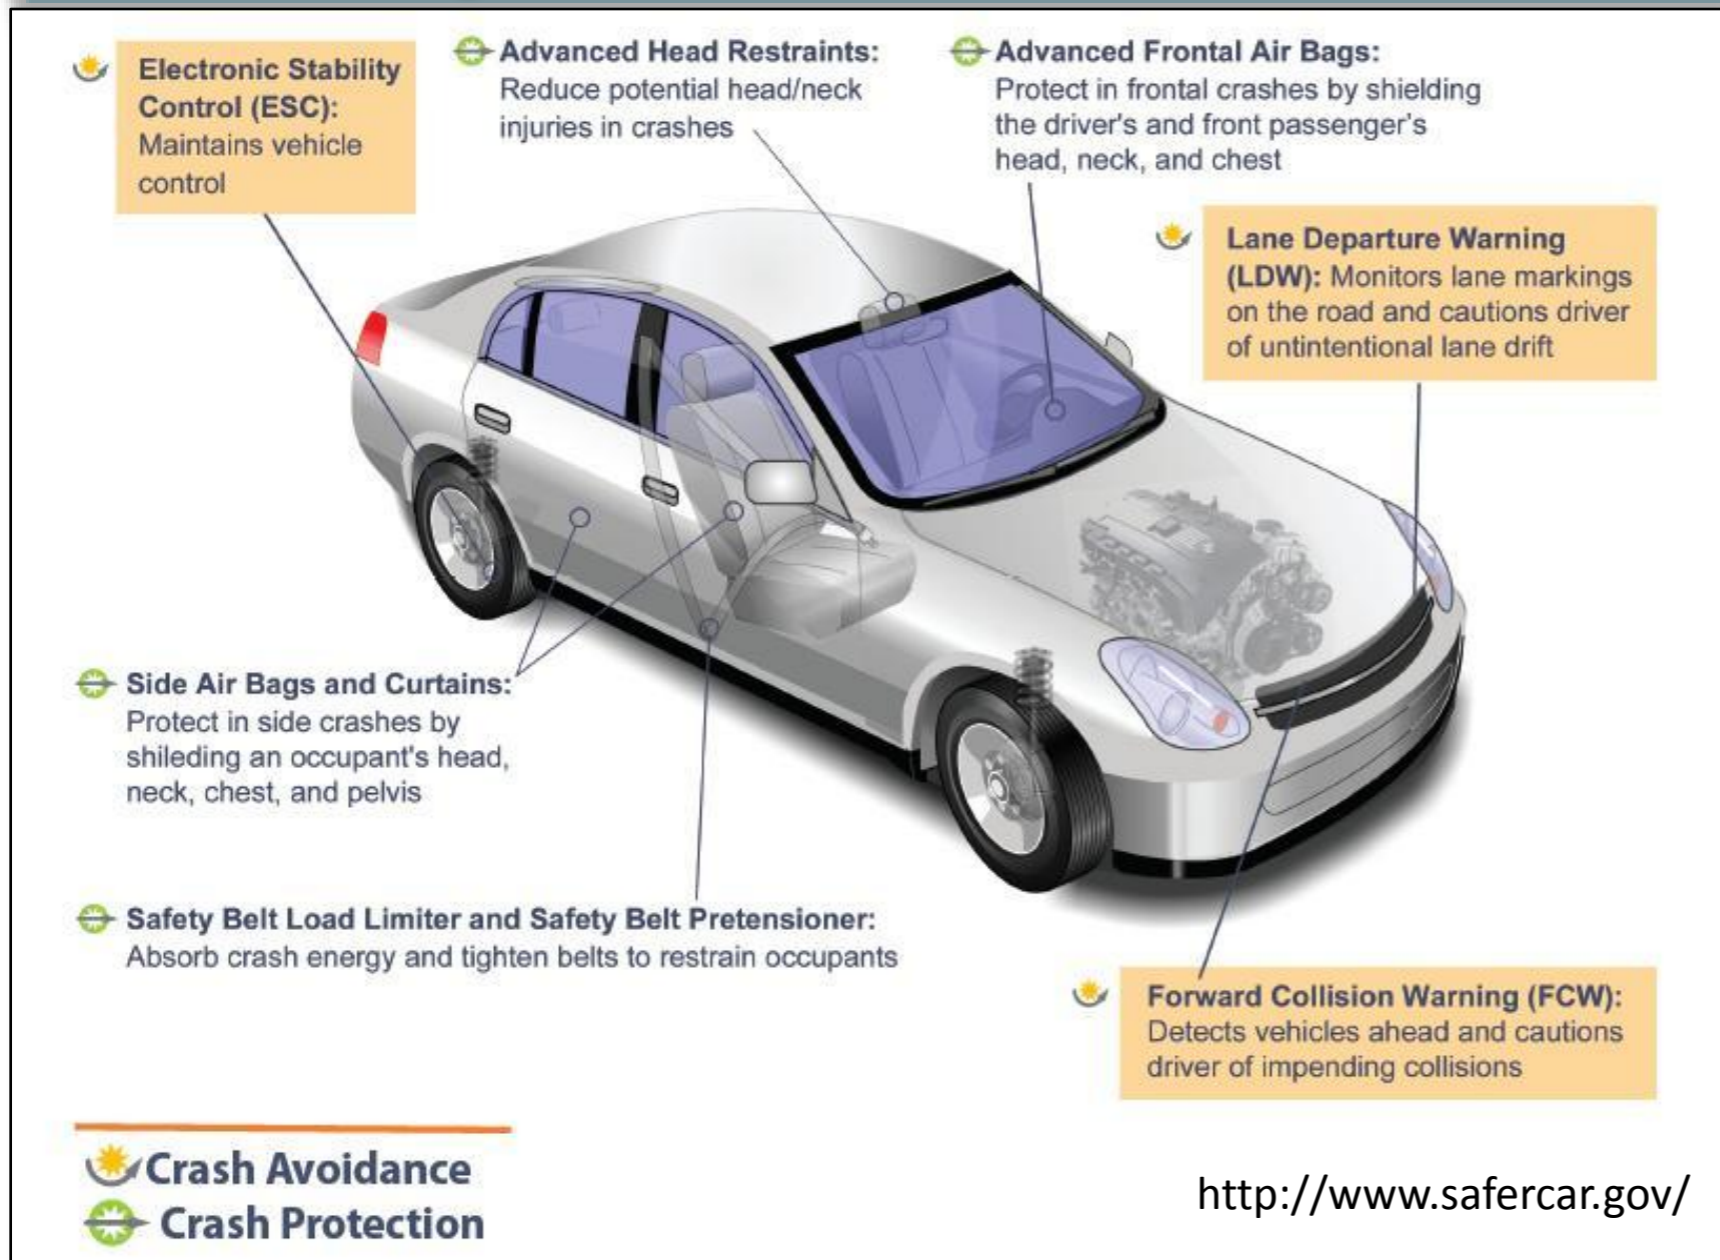 Electronic Stability
Control (ESC):
Maintains vehicle
control
Advanced Head Restraints:
Reduce potential head/neck
injuries in crashes
Advanced Frontal Air Bags:
Protect in frontal crashes by shielding
the driver's and front passenger's
head, neck, and chest
Lane Departure Warning
(LDW): Monitors lane markings
on the road and cautions driver
of untintentional lane drift
Side Air Bags and Curtains:
Protect in side crashes by
shileding an occupant's head,
neck, chest, and pelvis
Safety Belt Load Limiter and Safety Belt Pretensioner:
Absorb crash energy and tighten belts to restrain occupants
Forward Collision Warning (FCW):
Detects vehicles ahead and cautions
driver of impending collisions
Crash Avoidance
Crash Protection
http://www.safercar.gov/